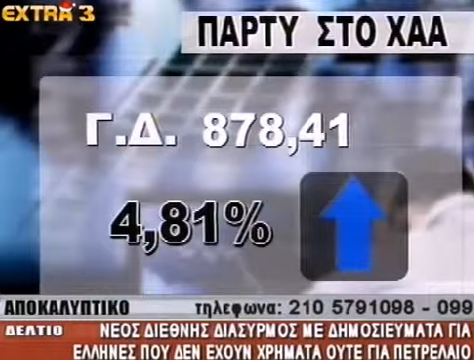 EXTRA 3
ΠΑΡΤΥ ΣΤΟ ΧΑΑ
Γ.Δ. 878,41
4,81%
ΑΠΟΚΑΛΥΠΤΙΚΟ τηλεφωνα: 210 5791098 - 099
ΔΕΛΤΙΟ ΝΕΟΣ ΔΙΕΘΝΗΣ ΔΙΑΣΥΡΜΟΣ ΜΕ ΔΗΜΟΣΙΕΥΜΑΤΑ ΓΙΑ
ΕΛΛΗΝΕΣ ΠΟΥ ΔΕΝ ΕΧΟΥΝ ΧΡΗΜΑΤΑ ΟΥΤΕ ΓΙΑ ΠΕΤΡΕΛΑΙΟ